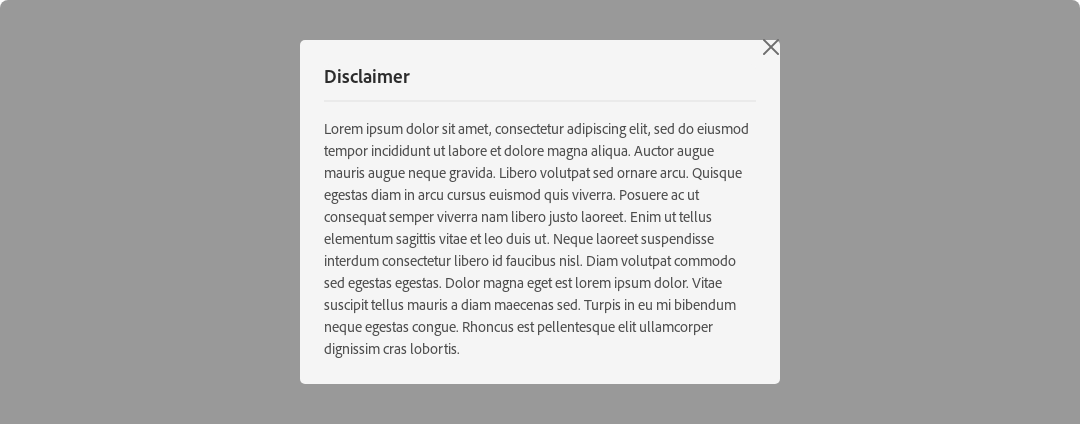 Disclaimer
Lorem ipsum dolor sit amet, consectetur adipiscing elit, sed do eiusmod
tempor incididunt ut labore et dolore magna aliqua. Auctor augue
mauris augue neque gravida. Libero volutpat sed ornare arcu. Quisque
egestas diam in arcu cursus euismod quis viverra. Posuere ac ut
consequat semper viverra nam libero justo laoreet. Enim ut tellus
elementum sagittis vitae et leo duis ut. Neque laoreet suspendisse
interdum consectetur libero id faucibus nisl. Diam volutpat commodo
sed egestas egestas. Dolor magna eget est lorem ipsum dolor. Vitae
suscipit tellus mauris a diam maecenas sed. Turpis in eu mi bibendum
neque egestas congue. Rhoncus est pellentesque elit ullamcorper
dignissim cras lobortis.